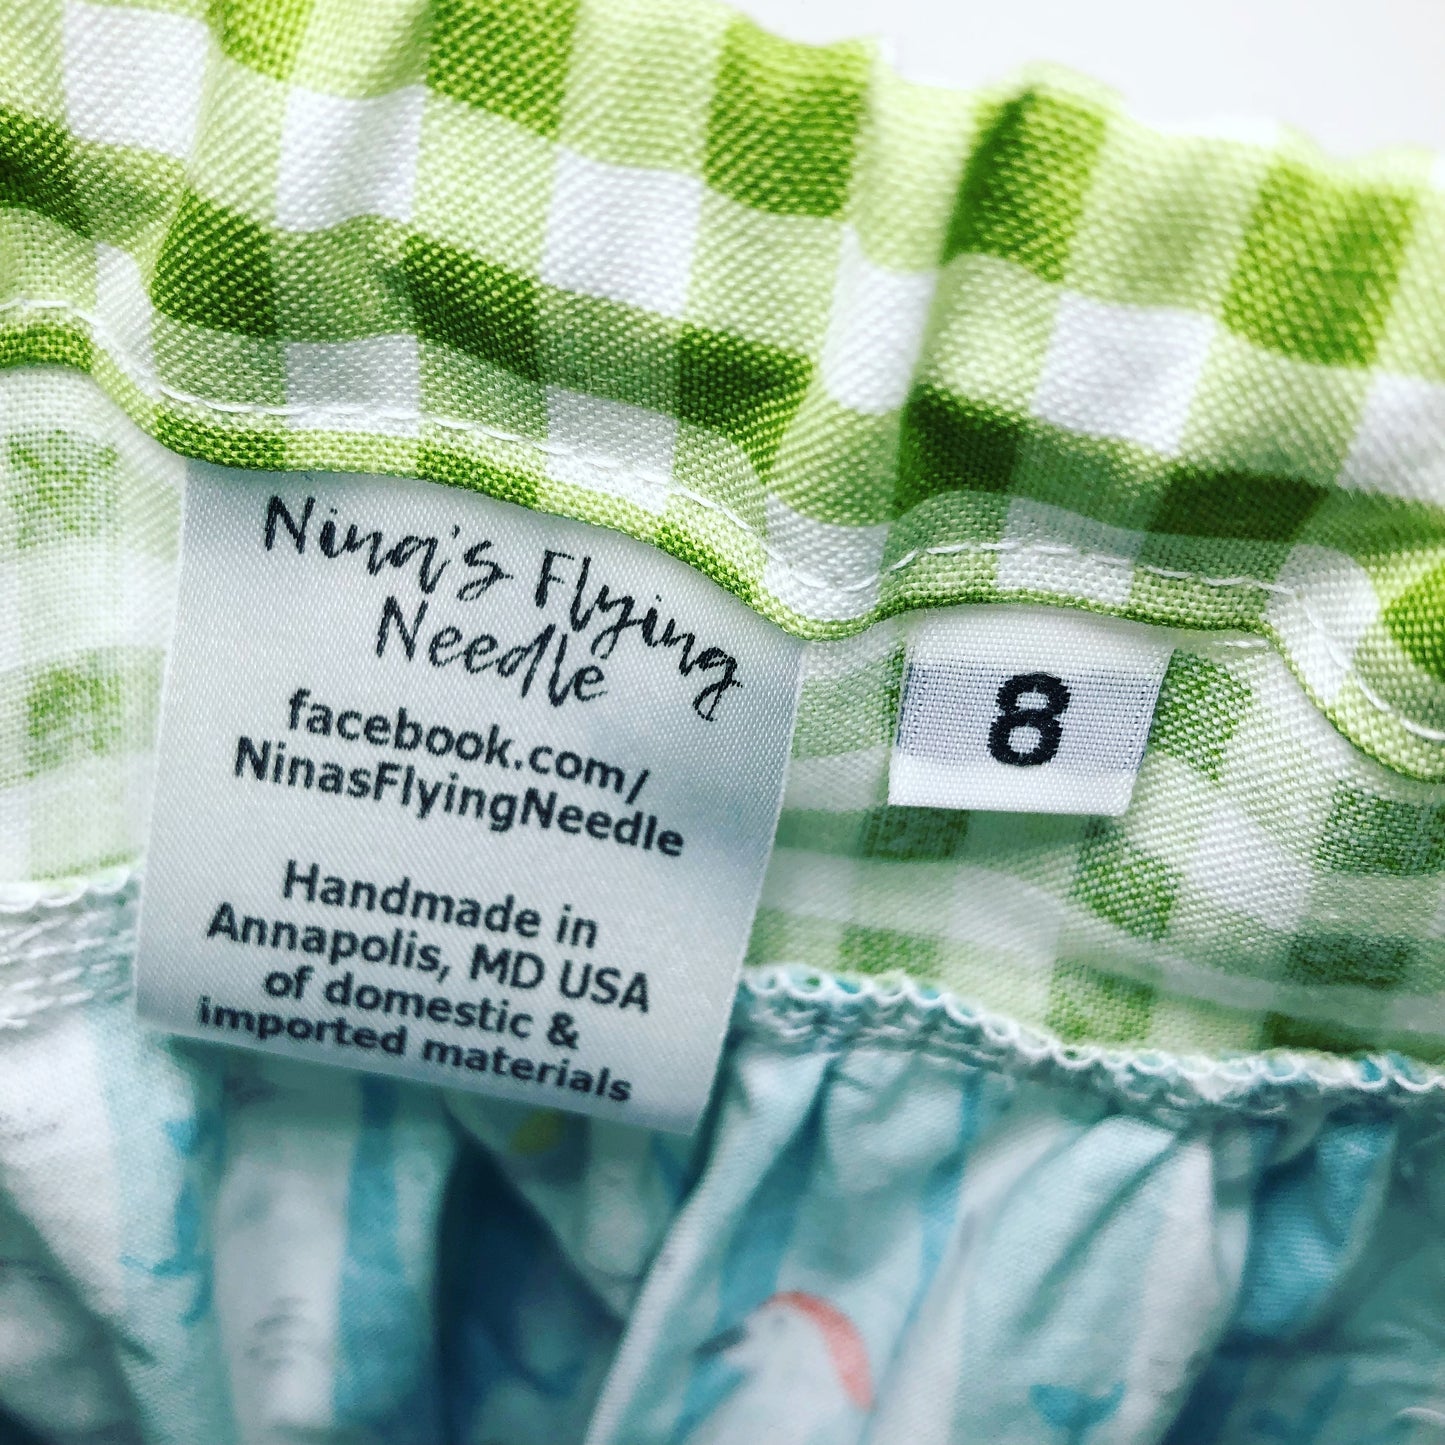 Nina's Flying
Needle
facebook.com/
NinasFlyingNeedle
Handmade in
Annapolis, MD USA
of domestic &
imported materials
8